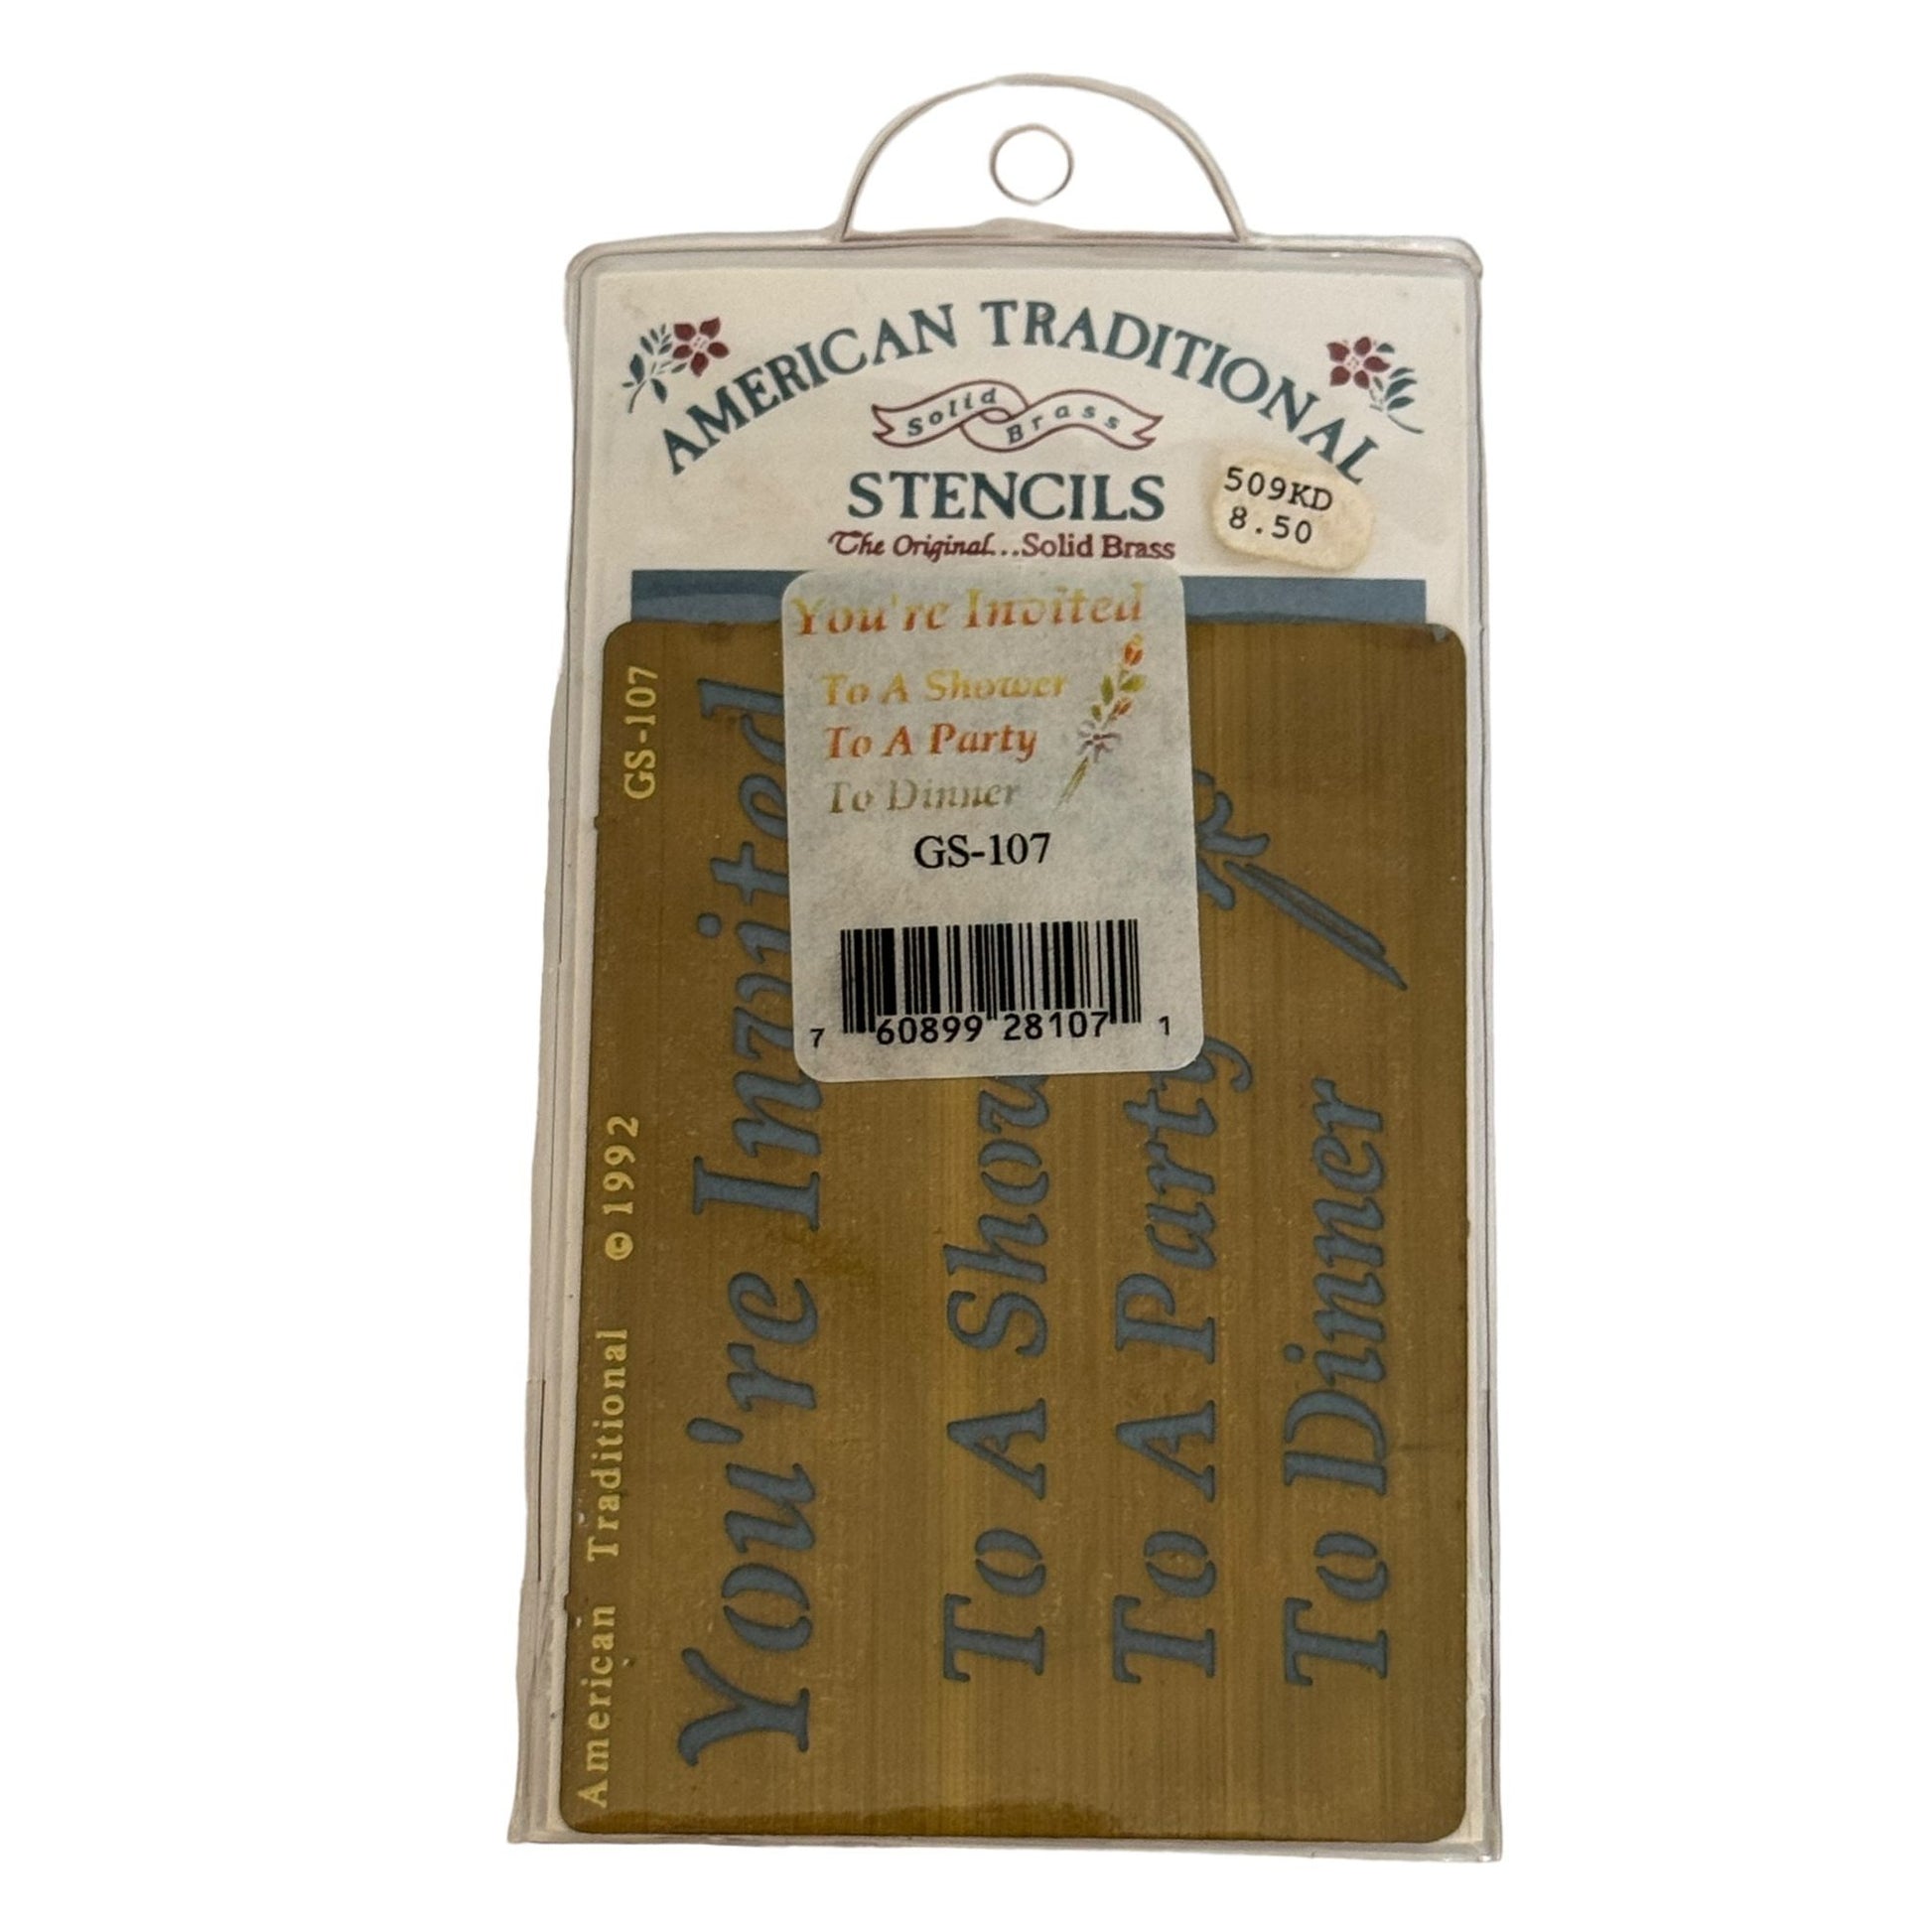 AMERICAN TRADITIONAL
Solid Brass
STENCILS
The Original...Solid Brass
509KD
8.50
You're Invited
To A Shower
To A Party
To Dinner
GS-107
7 60899 28107 1
American Traditional ©1992 GS-107
You're Invited
To A Show
To A Party
To Dinner